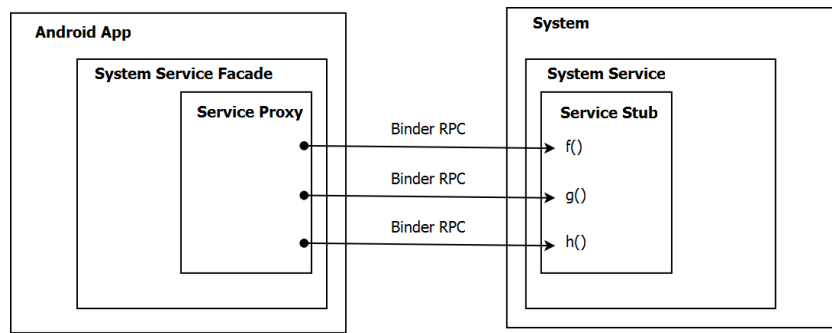 Android App
System Service Facade
Service Proxy
Binder RPC
Binder RPC
Binder RPC
System
System Service
Service Stub
f()
g()
h()